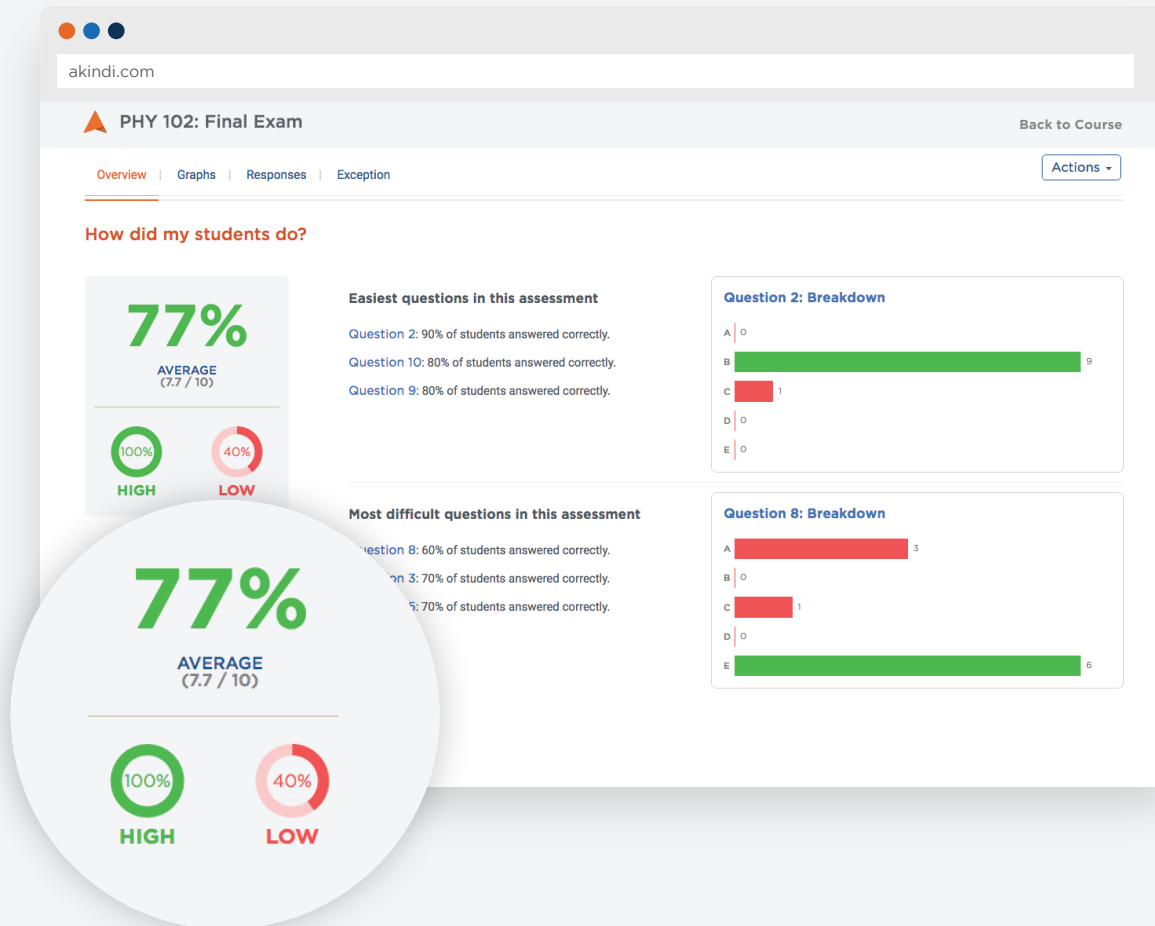 akindi.com
PHY 102: Final Exam
Back to Course
Overview | Graphs | Responses | Exception
Actions
How did my students do?
77%
AVERAGE
(7.7 / 10)
100%
HIGH
40%
LOW
Easiest questions in this assessment
Question 2: 90% of students answered correctly.
Question 10: 80% of students answered correctly.
Question 9: 80% of students answered correctly.
Question 2: Breakdown
A 0
B 9
C 1
D 0
E 0
Most difficult questions in this assessment
estion 8: 60% of students answered correctly.
on 3: 70% of students answered correctly.
5: 70% of students answered correctly.
Question 8: Breakdown
A 3
B 0
C 1
D 0
E 6
77%
AVERAGE
(7.7 / 10)
100%
HIGH
40%
LOW